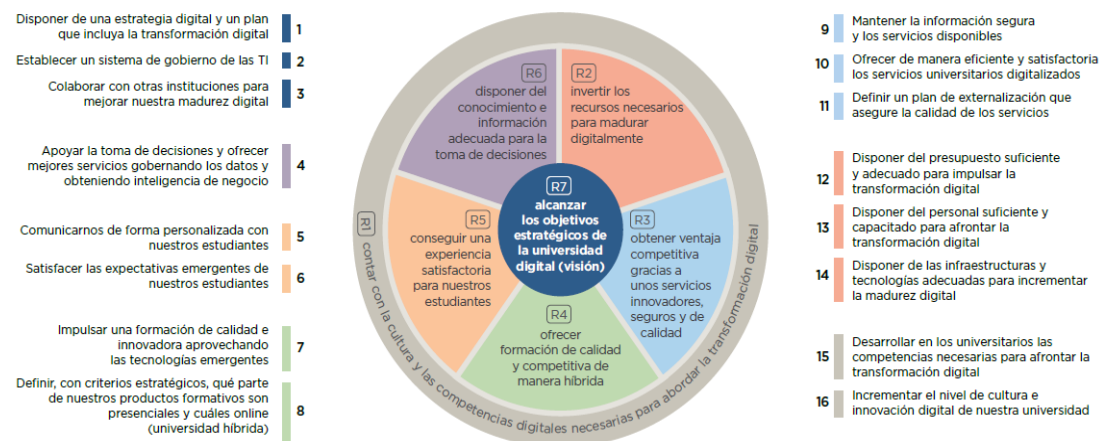 Disponer de una estrategia digital y un plan
que incluya la transformación digital
1
Establecer un sistema de gobierno de las TI
2
Colaborar con otras instituciones para
mejorar nuestra madurez digital
3
Apoyar la toma de decisiones y ofrecer
mejores servicios gobernando los datos y
obteniendo inteligencia de negocio
4
Comunicarnos de forma personalizada con
nuestros estudiantes
5
Satisfacer las expectativas emergentes de
nuestros estudiantes
6
Impulsar una formación de calidad e
innovadora aprovechando
las tecnologías emergentes
7
Definir, con criterios estratégicos, qué parte
de nuestros productos formativos son
presenciales y cuáles online
(universidad híbrida)
8
R6
disponer del
conocimiento e
información
adecuada para la
toma de decisiones
R2
invertir los
recursos necesarios
para madurar
digitalmente
R7
alcanzar
los objetivos
estratégicos de
la universidad
digital (visión)
R5
conseguir una
experiencia
satisfactoria
para nuestros
estudiantes
R3
obtener ventaja
competitiva
gracias a
unos servicios
innovadores,
seguros y de
calidad
R4
ofrecer
formación de calidad
y competitiva de
manera híbrida
R1 contar con la cultura y las competencias digitales necesarias para abordar la transformación digital
9
Mantener la información segura
y los servicios disponibles
10
Ofrecer de manera eficiente y satisfactoria
los servicios universitarios digitalizados
11
Definir un plan de externalización que
asegure la calidad de los servicios
12
Disponer del presupuesto suficiente
y adecuado para impulsar la
transformación digital
13
Disponer del personal suficiente y
capacitado para afrontar la
transformación digital
14
Disponer de las infraestructuras y
tecnologías adecuadas para incrementar
la madurez digital
15
Desarrollar en los universitarios las
competencias necesarias para afrontar la
transformación digital
16
Incrementar el nivel de cultura e
innovación digital de nuestra universidad